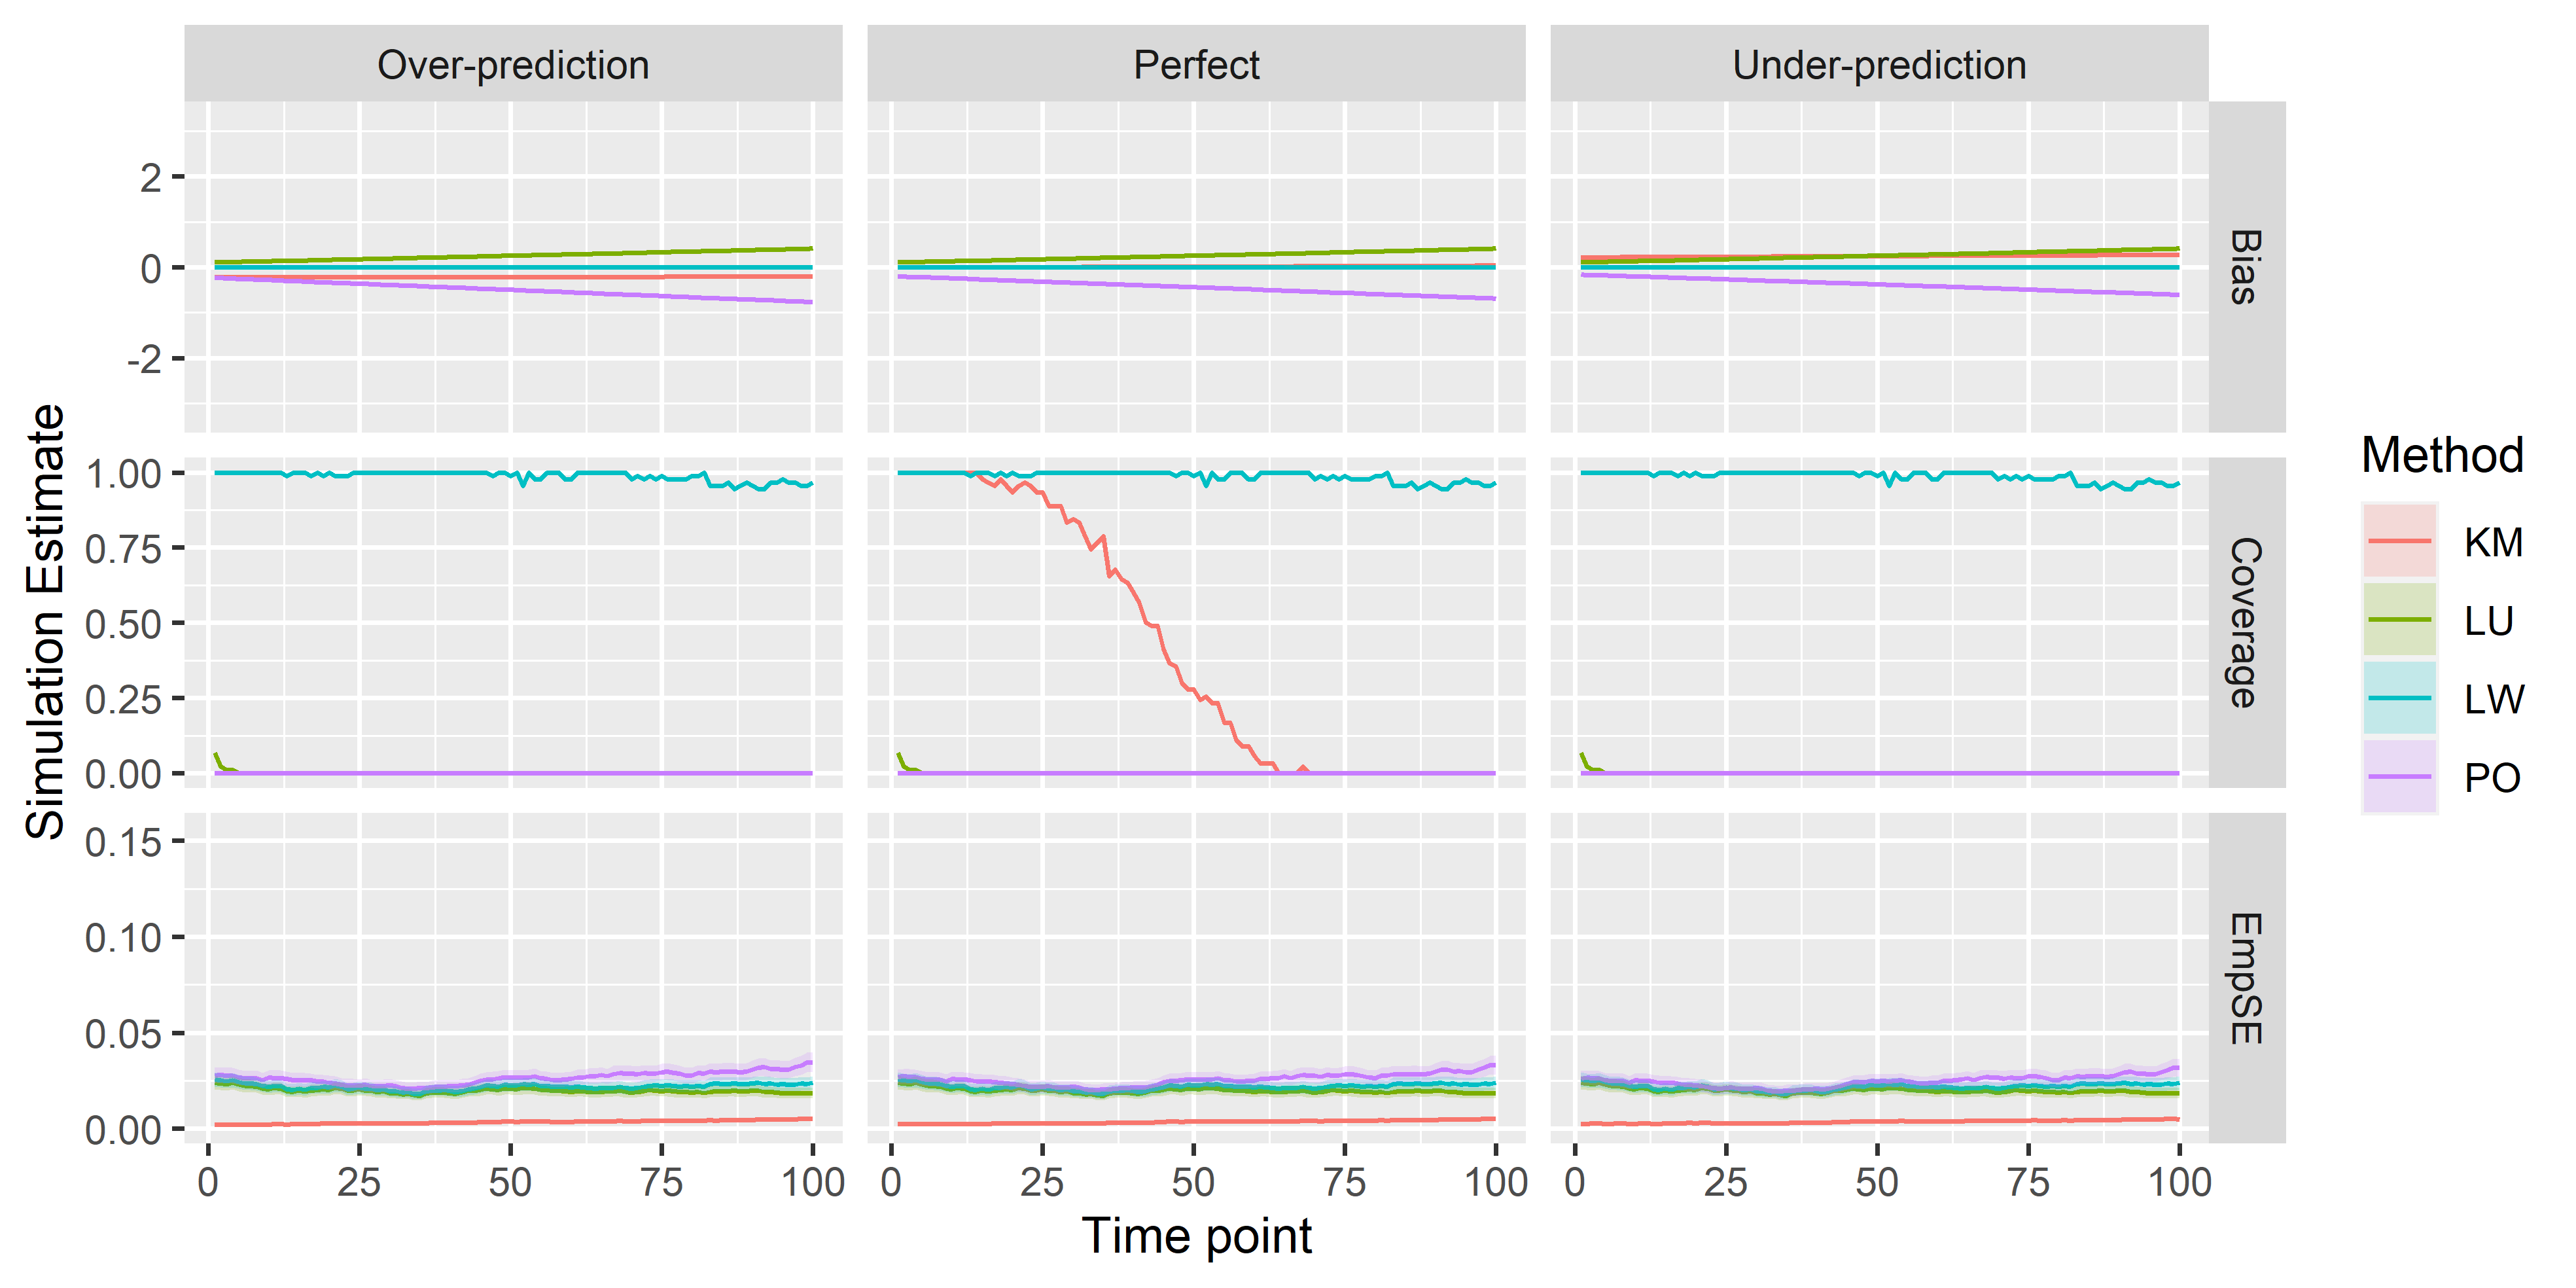 Over-prediction Perfect Under-prediction
Simulation Estimate
2
0
-2
Bias
1.00
0.75
0.50
0.25
0.00
Coverage
0.15
0.10
0.05
0.00
EmpSE
0 25 50 75 100 0 25 50 75 100 0 25 50 75 100
Time point
Method
KM
LU
LW
PO